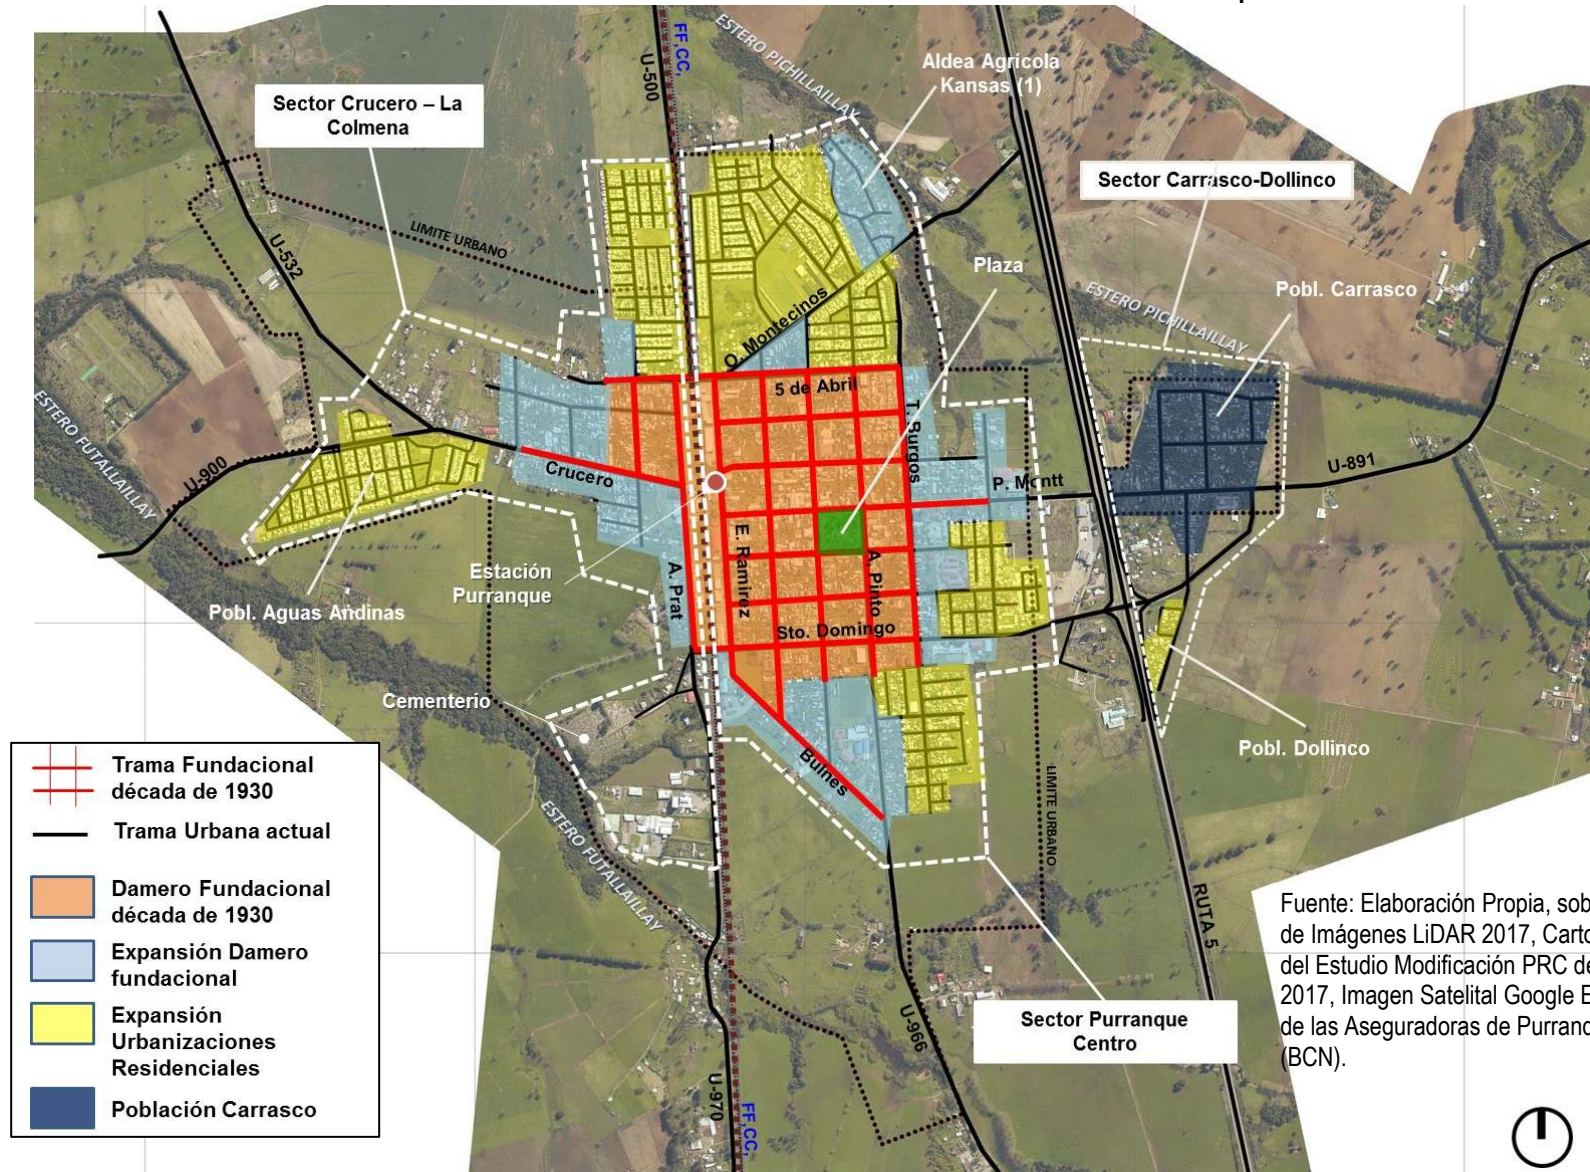 FF,CC,
U-500
ESTERO PICHILLAILLAY
Aldea Agrícola
Kansas (1)
Sector Crucero – La
Colmena
Sector Carrasco-Dollinco
U-532
LIMITE URBANO
Plaza
Pobl. Carrasco
ESTERO PICHILLAILLAY
O. Montecinos
5 de Abril
T. Burgos
ESTERO FUTALLAILLAY
U-900
Crucero
P. Montt
U-891
E. Ramirez
A. Pinto
A. Prat
Estación
Purranque
Pobl. Aguas Andinas
Sto. Domingo
Cementerio
Pobl. Dollinco
Bulnes
LIMITE URBANO
ESTERO FUTALLAILLAY
RUTA 5
U-966
U-970
FF,CC,
Sector Purranque
Centro
Trama Fundacional
década de 1930
Trama Urbana actual
Damero Fundacional
década de 1930
Expansión Damero
fundacional
Expansión
Urbanizaciones
Residenciales
Población Carrasco
Fuente: Elaboración Propia, sob
de Imágenes LiDAR 2017, Carto
del Estudio Modificación PRC de
2017, Imagen Satelital Google E
de las Aseguradoras de Purranq
(BCN).